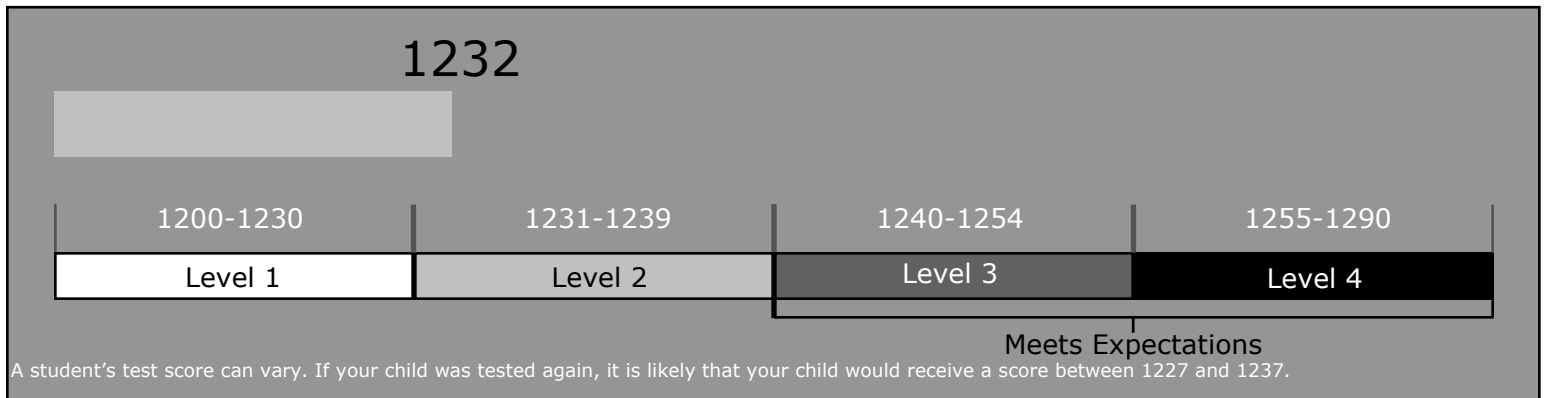 1232
1200-1230 1231-1239 1240-1254 1255-1290
Level 1 Level 2 Level 3 Level 4
Meets Expectations
A student’s test score can vary. If your child was tested again, it is likely that your child would receive a score between 1227 and 1237.